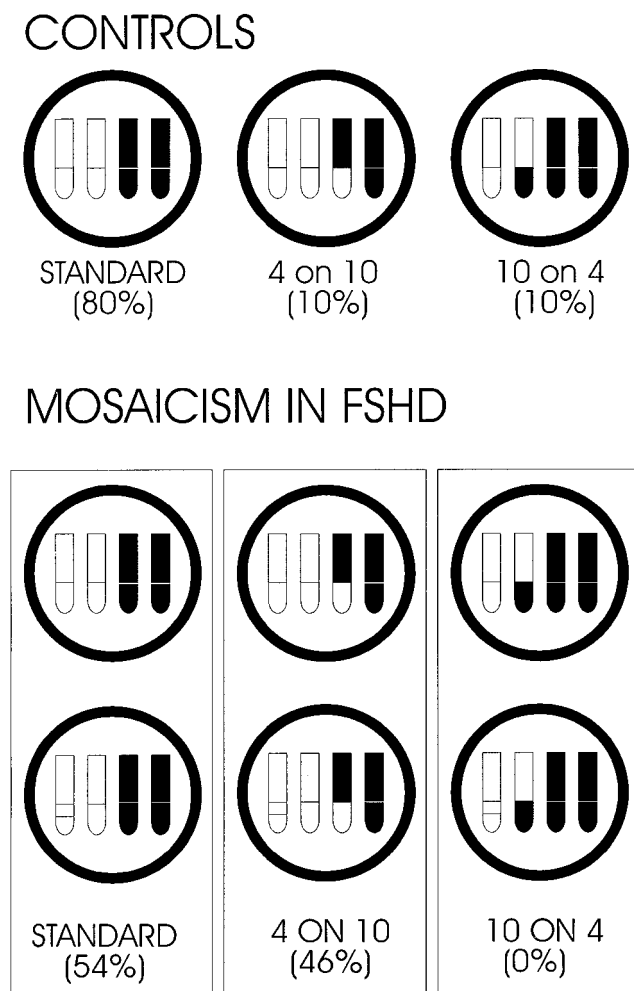 CONTROLS
STANDARD
(80%)
4 on 10
(10%)
10 on 4
(10%)
MOSAICISM IN FSHD
STANDARD
(54%)
4 ON 10
(46%)
10 ON 4
(0%)